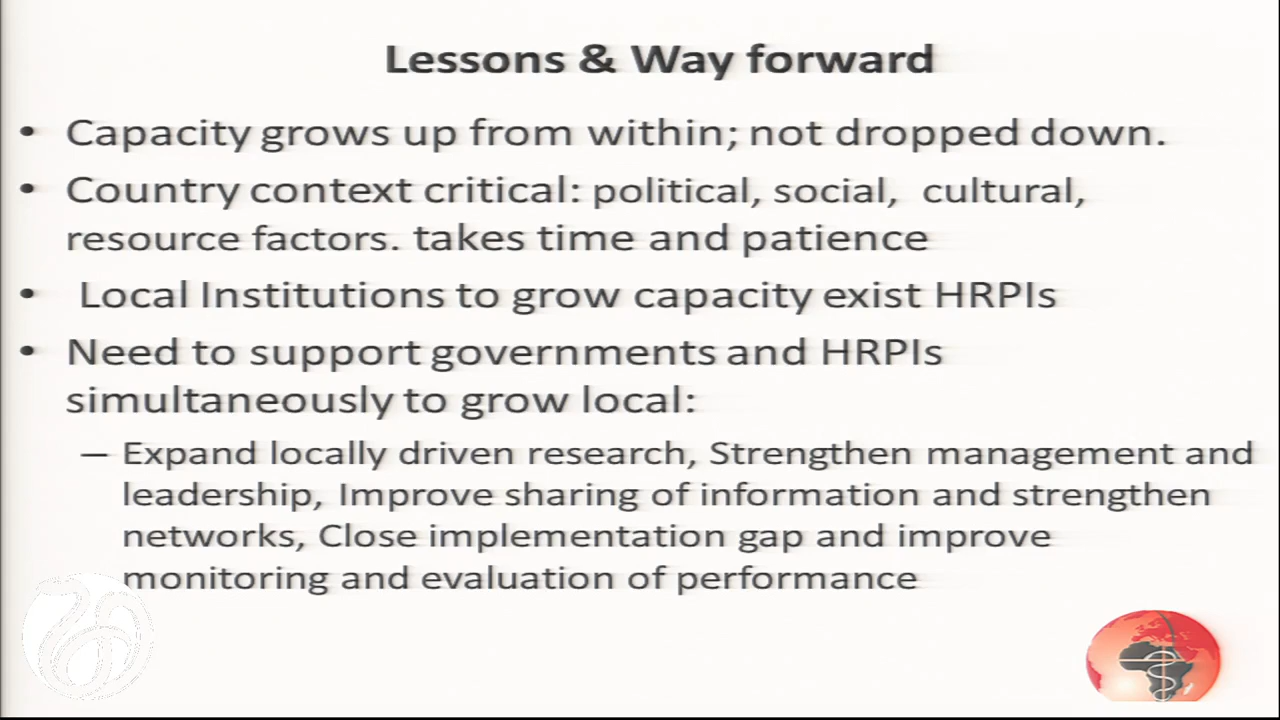 Lessons & Way forward
• Capacity grows up from within; not dropped down.
• Country context critical: political, social, cultural,
resource factors. takes time and patience
• Local Institutions to grow capacity exist HRPIs
• Need to support governments and HRPIs
simultaneously to grow local:
– Expand locally driven research, Strengthen management and
leadership, Improve sharing of information and strengthen
networks, Close implementation gap and improve
monitoring and evaluation of performance